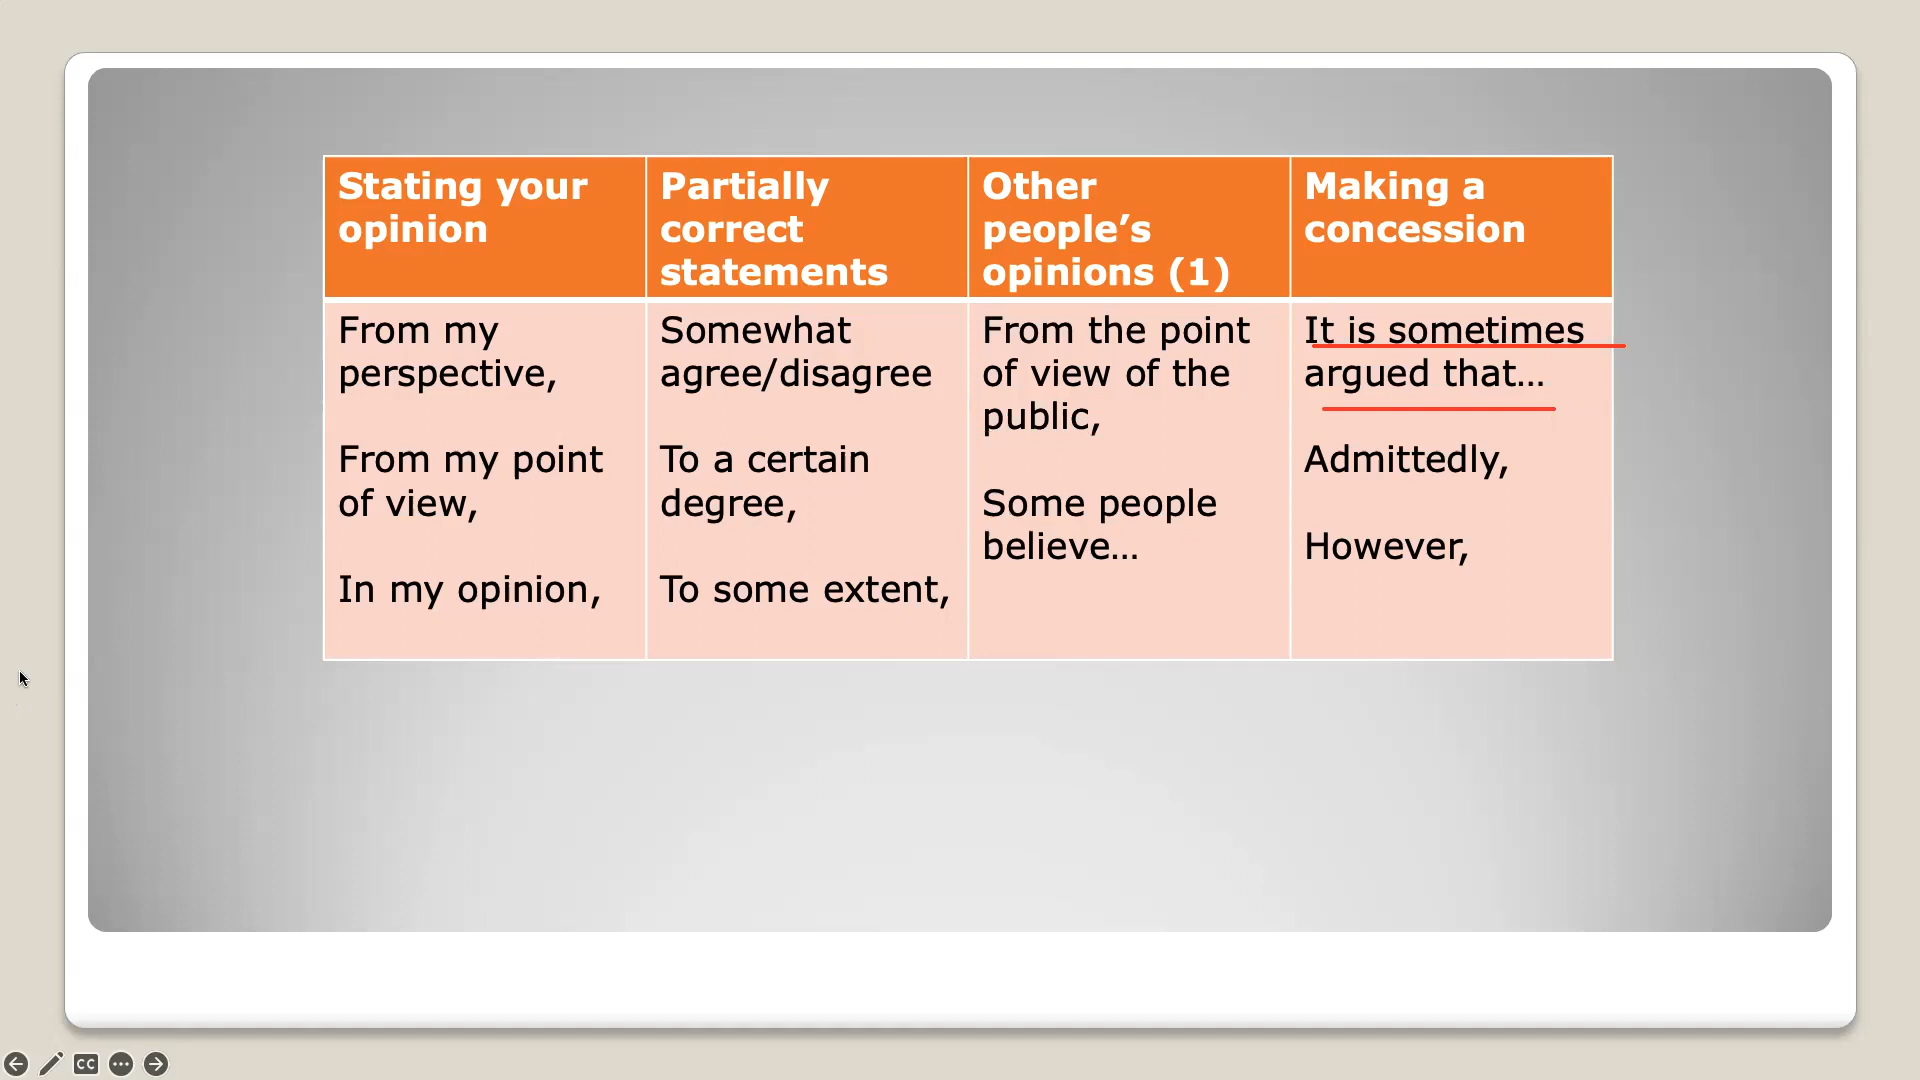 Stating your
opinion
Partially
correct
statements
Other
people’s
opinions (1)
Making a
concession
From my
perspective,
From my point
of view,
In my opinion,
Somewhat
agree/disagree
To a certain
degree,
To some extent,
From the point
of view of the
public,
Some people
believe...
It is sometimes
argued that...
Admittedly,
However,
CC